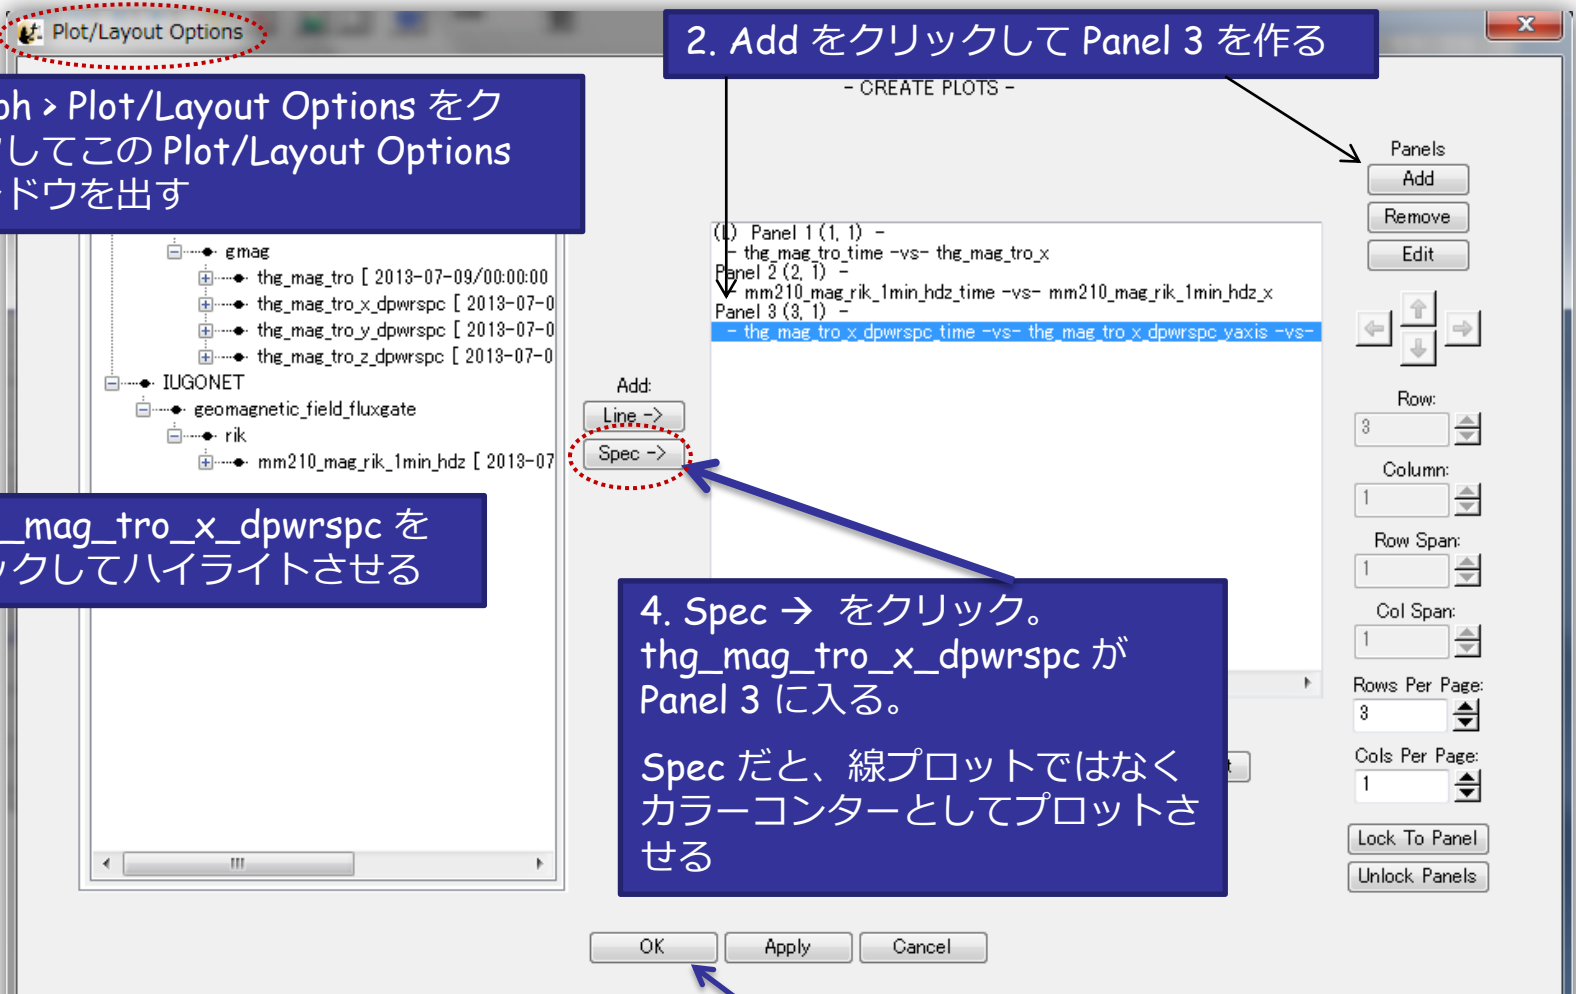 Plot/Layout Options
2. Add をクリックして Panel 3 を作る
- CREATE PLOTS -
ph > Plot/Layout Options をク
してこの Plot/Layout Options
ドウを出す
Panels
Add
Remove
Edit
gmag
thg_mag_tro [ 2013-07-09/00:00:00
thg_mag_tro_x_dpwrspc [ 2013-07-0
thg_mag_tro_y_dpwrspc [ 2013-07-0
thg_mag_tro_z_dpwrspc [ 2013-07-0
IUGONET
geomagnetic_field_fluxgate
rik
mm210_mag_rik_1min_hdz [ 2013-07
Add:
Line ->
Spec ->
(L) Panel 1 (1, 1) -
- thg_mag_tro_time -vs- thg_mag_tro_x
Panel 2 (2, 1) -
- mm210_mag_rik_1min_hdz_time -vs- mm210_mag_rik_1min_hdz_x
Panel 3 (3, 1) -
- thg_mag_tro_x_dpwrspc_time -vs- thg_mag_tro_x_dpwrspc_yaxis -vs-
_mag_tro_x_dpwrspc を
ックしてハイライトさせる
4. Spec → をクリック。
thg_mag_tro_x_dpwrspc が
Panel 3 に入る。
Spec だと、線プロットではなく
カラーコンターとしてプロットさ
せる
Row:
3
Column:
1
Row Span:
1
Col Span:
1
Rows Per Page:
3
Cols Per Page:
1
Lock To Panel
Unlock Panels
OK
Apply
Cancel